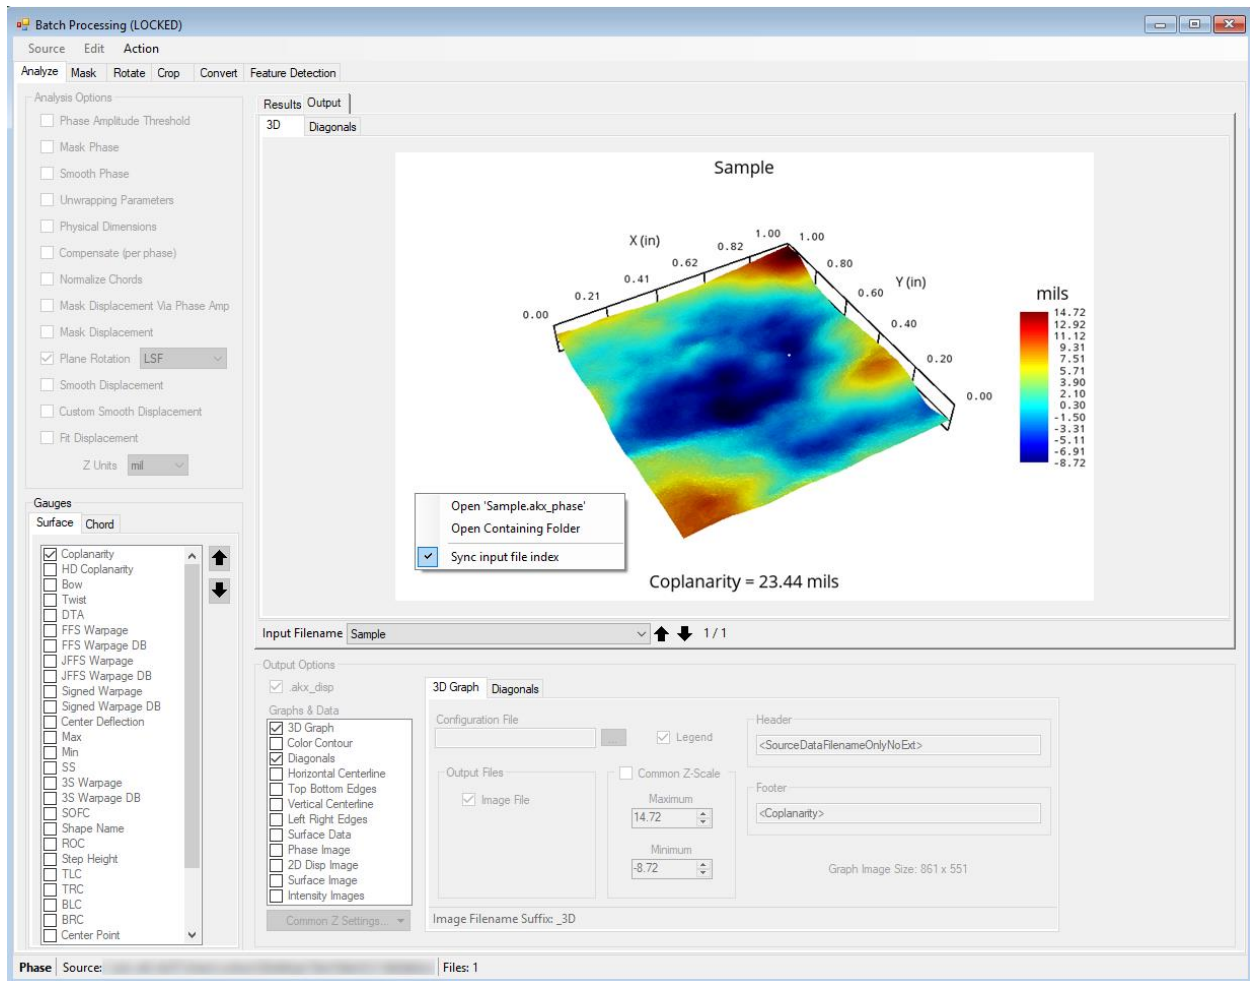 Batch Processing (LOCKED)
Source Edit Action
Analyze Mask Rotate Crop Convert Feature Detection
Analysis Options
Phase Amplitude Threshold
Mask Phase
Smooth Phase
Unwrapping Parameters
Physical Dimensions
Compensate (per phase)
Normalize Chords
Mask Displacement Via Phase Amp
Mask Displacement
Plane Rotation LSF
Smooth Displacement
Custom Smooth Displacement
Fit Displacement
Z Units mil
Gauges
Surface Chord
Coplanarity
HD Coplanarity
Bow
Twist
DTA
FFS Warpage
FFS Warpage DB
JFFS Warpage
JFFS Warpage DB
Signed Warpage
Signed Warpage DB
Center Deflection
Max
Min
SS
3S Warpage
3S Warpage DB
SOFC
Shape Name
ROC
Step Height
TLC
TRC
BLC
BRC
Center Point
Results Output
3D Diagonals
Sample
X (in)
0.00
0.21
0.41
0.62
0.82
1.00
Y (in)
1.00
0.80
0.60
0.40
0.20
0.00
mils
14.72
12.92
11.12
9.31
7.51
5.71
3.90
2.10
0.30
-1.50
-3.31
-5.11
-6.91
-8.72
Open 'Sample.akx_phase'
Open Containing Folder
Sync input file index
Coplanarity = 23.44 mils
Input Filename Sample 1 / 1
Output Options
.akx_disp
Graphs & Data
3D Graph
Color Contour
Diagonals
Horizontal Centerline
Top Bottom Edges
Vertical Centerline
Left Right Edges
Surface Data
Phase Image
2D Disp Image
Surface Image
Intensity Images
Common Z Settings...
3D Graph Diagonals
Configuration File
... Legend
Output Files
Image File
Common Z-Scale
Maximum
14.72
Minimum
-8.72
Header
<SourceDataFilenameOnlyNoExt>
Footer
<Coplanarity>
Graph Image Size: 861 x 551
Image Filename Suffix: _3D
Phase Source: Files: 1